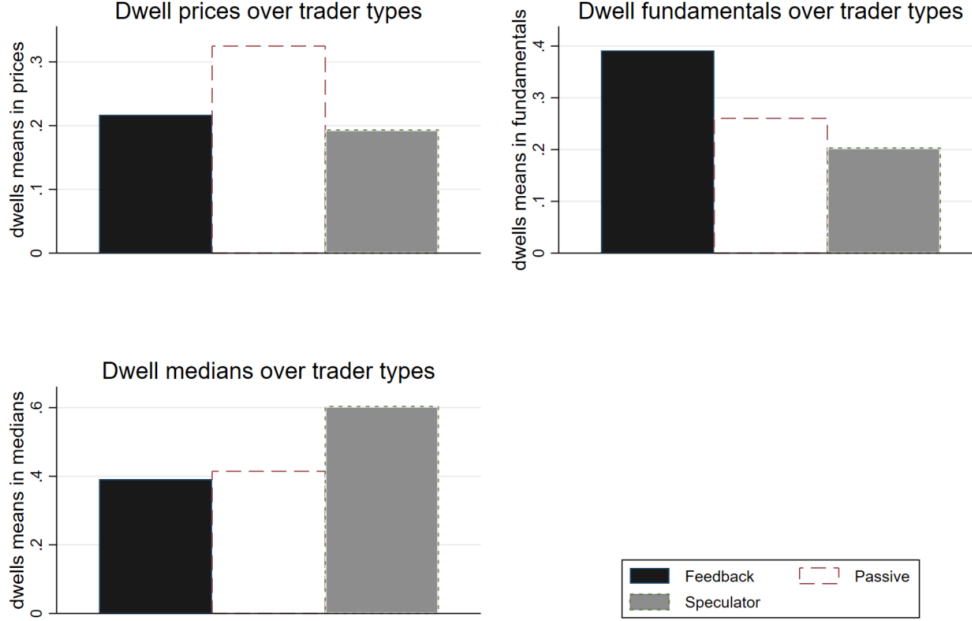 Dwell prices over trader types
dwells means in prices
.3
.2
.1
0
Dwell fundamentals over trader types
dwells means in fundamentals
.4
.3
.2
.1
0
Dwell medians over trader types
dwells means in medians
.6
.4
.2
0
Feedback
Passive
Speculator